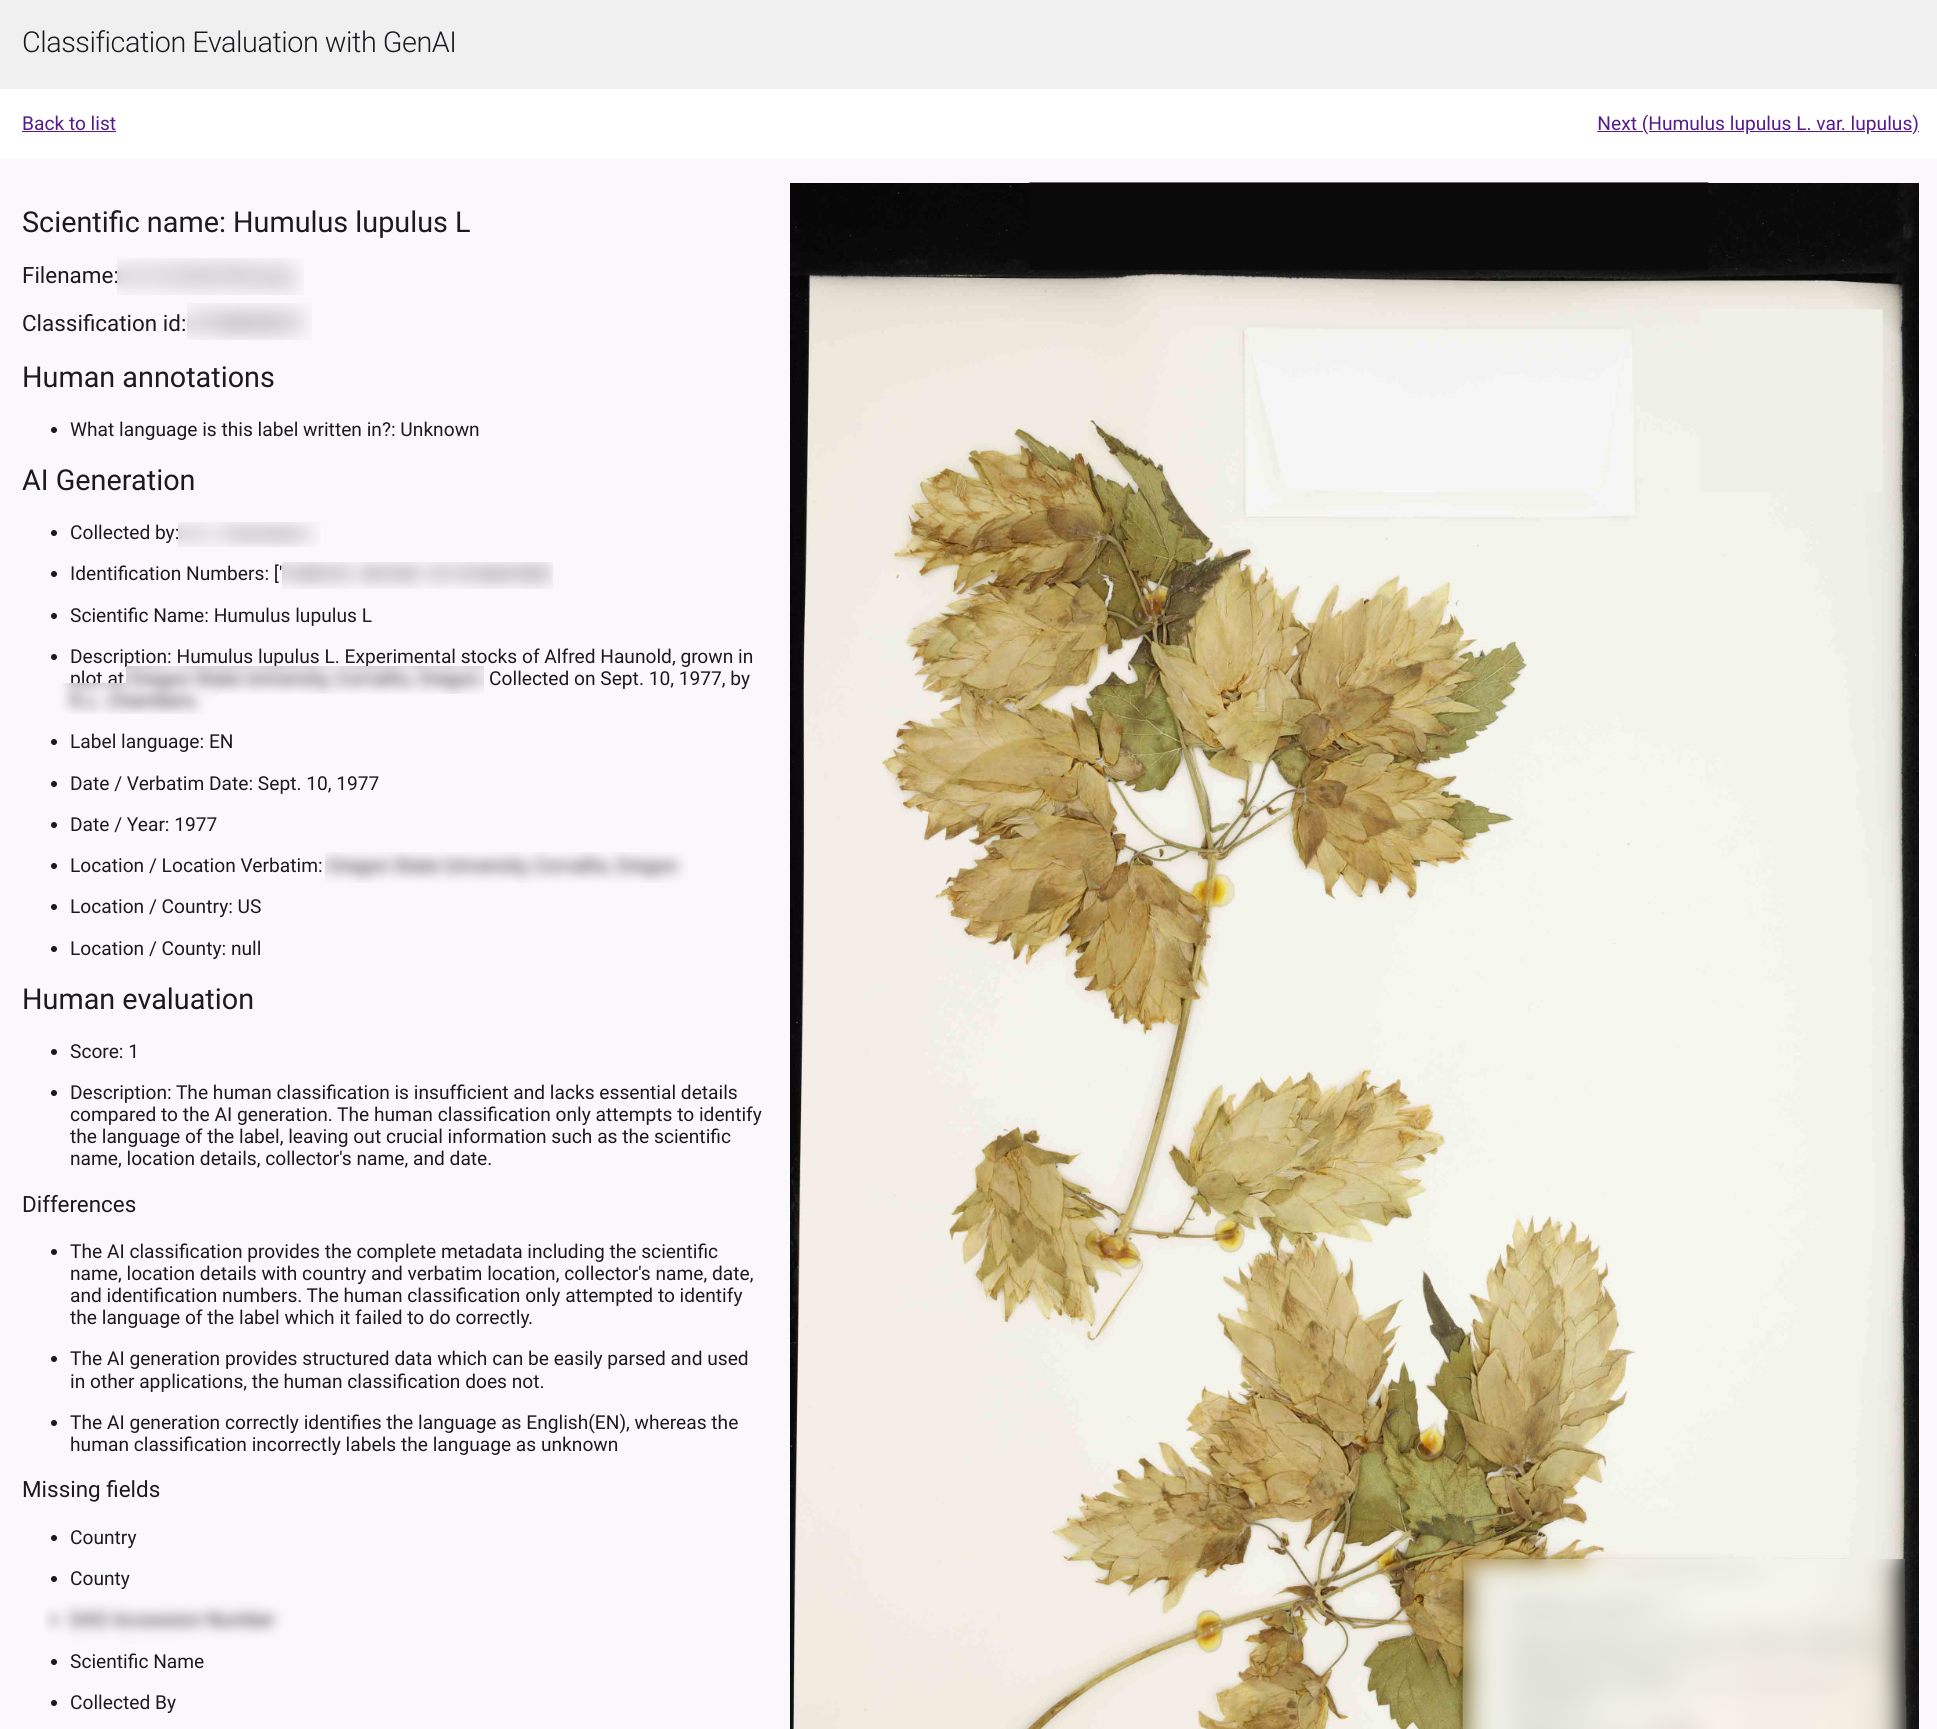 Classification Evaluation with GenAI
Back to list
Next (Humulus lupulus L. var. lupulus)
Scientific name: Humulus lupulus L
Filename:
Classification id:
Human annotations
What language is this label written in?: Unknown
AI Generation
Collected by:
Identification Numbers: ['
Scientific Name: Humulus lupulus L
Description: Humulus lupulus L. Experimental stocks of Alfred Haunold, grown in
plot at Collected on Sept. 10, 1977, by
Label language: EN
Date / Verbatim Date: Sept. 10, 1977
Date / Year: 1977
Location / Location Verbatim:
Location / Country: US
Location / County: null
Human evaluation
Score: 1
Description: The human classification is insufficient and lacks essential details
compared to the AI generation. The human classification only attempts to identify
the language of the label, leaving out crucial information such as the scientific
name, location details, collector's name, and date.
Differences
The AI classification provides the complete metadata including the scientific
name, location details with country and verbatim location, collector's name, date,
and identification numbers. The human classification only attempted to identify
the language of the label which it failed to do correctly.
The AI generation provides structured data which can be easily parsed and used
in other applications, the human classification does not.
The AI generation correctly identifies the language as English(EN), whereas the
human classification incorrectly labels the language as unknown
Missing fields
Country
County
Scientific Name
Collected By